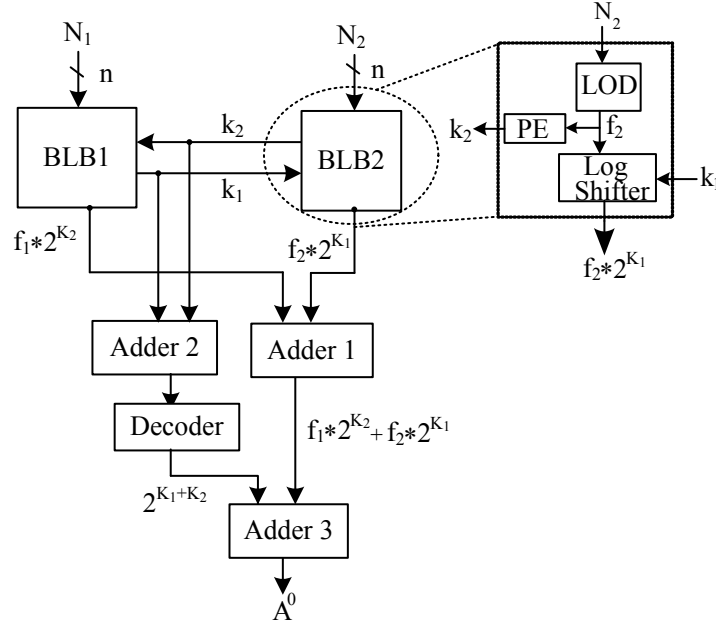 N₁
n
N₂
n
BLB1
k₂
k₁
BLB2
f₁*2^K₂
f₂*2^K₁
Adder 2
Adder 1
Decoder
f₁*2^K₂ + f₂*2^K₁
2^K₁+K₂
Adder 3
A⁰
N₂
LOD
k₂
PE
f₂
Log
Shifter
f₂*2^K₁